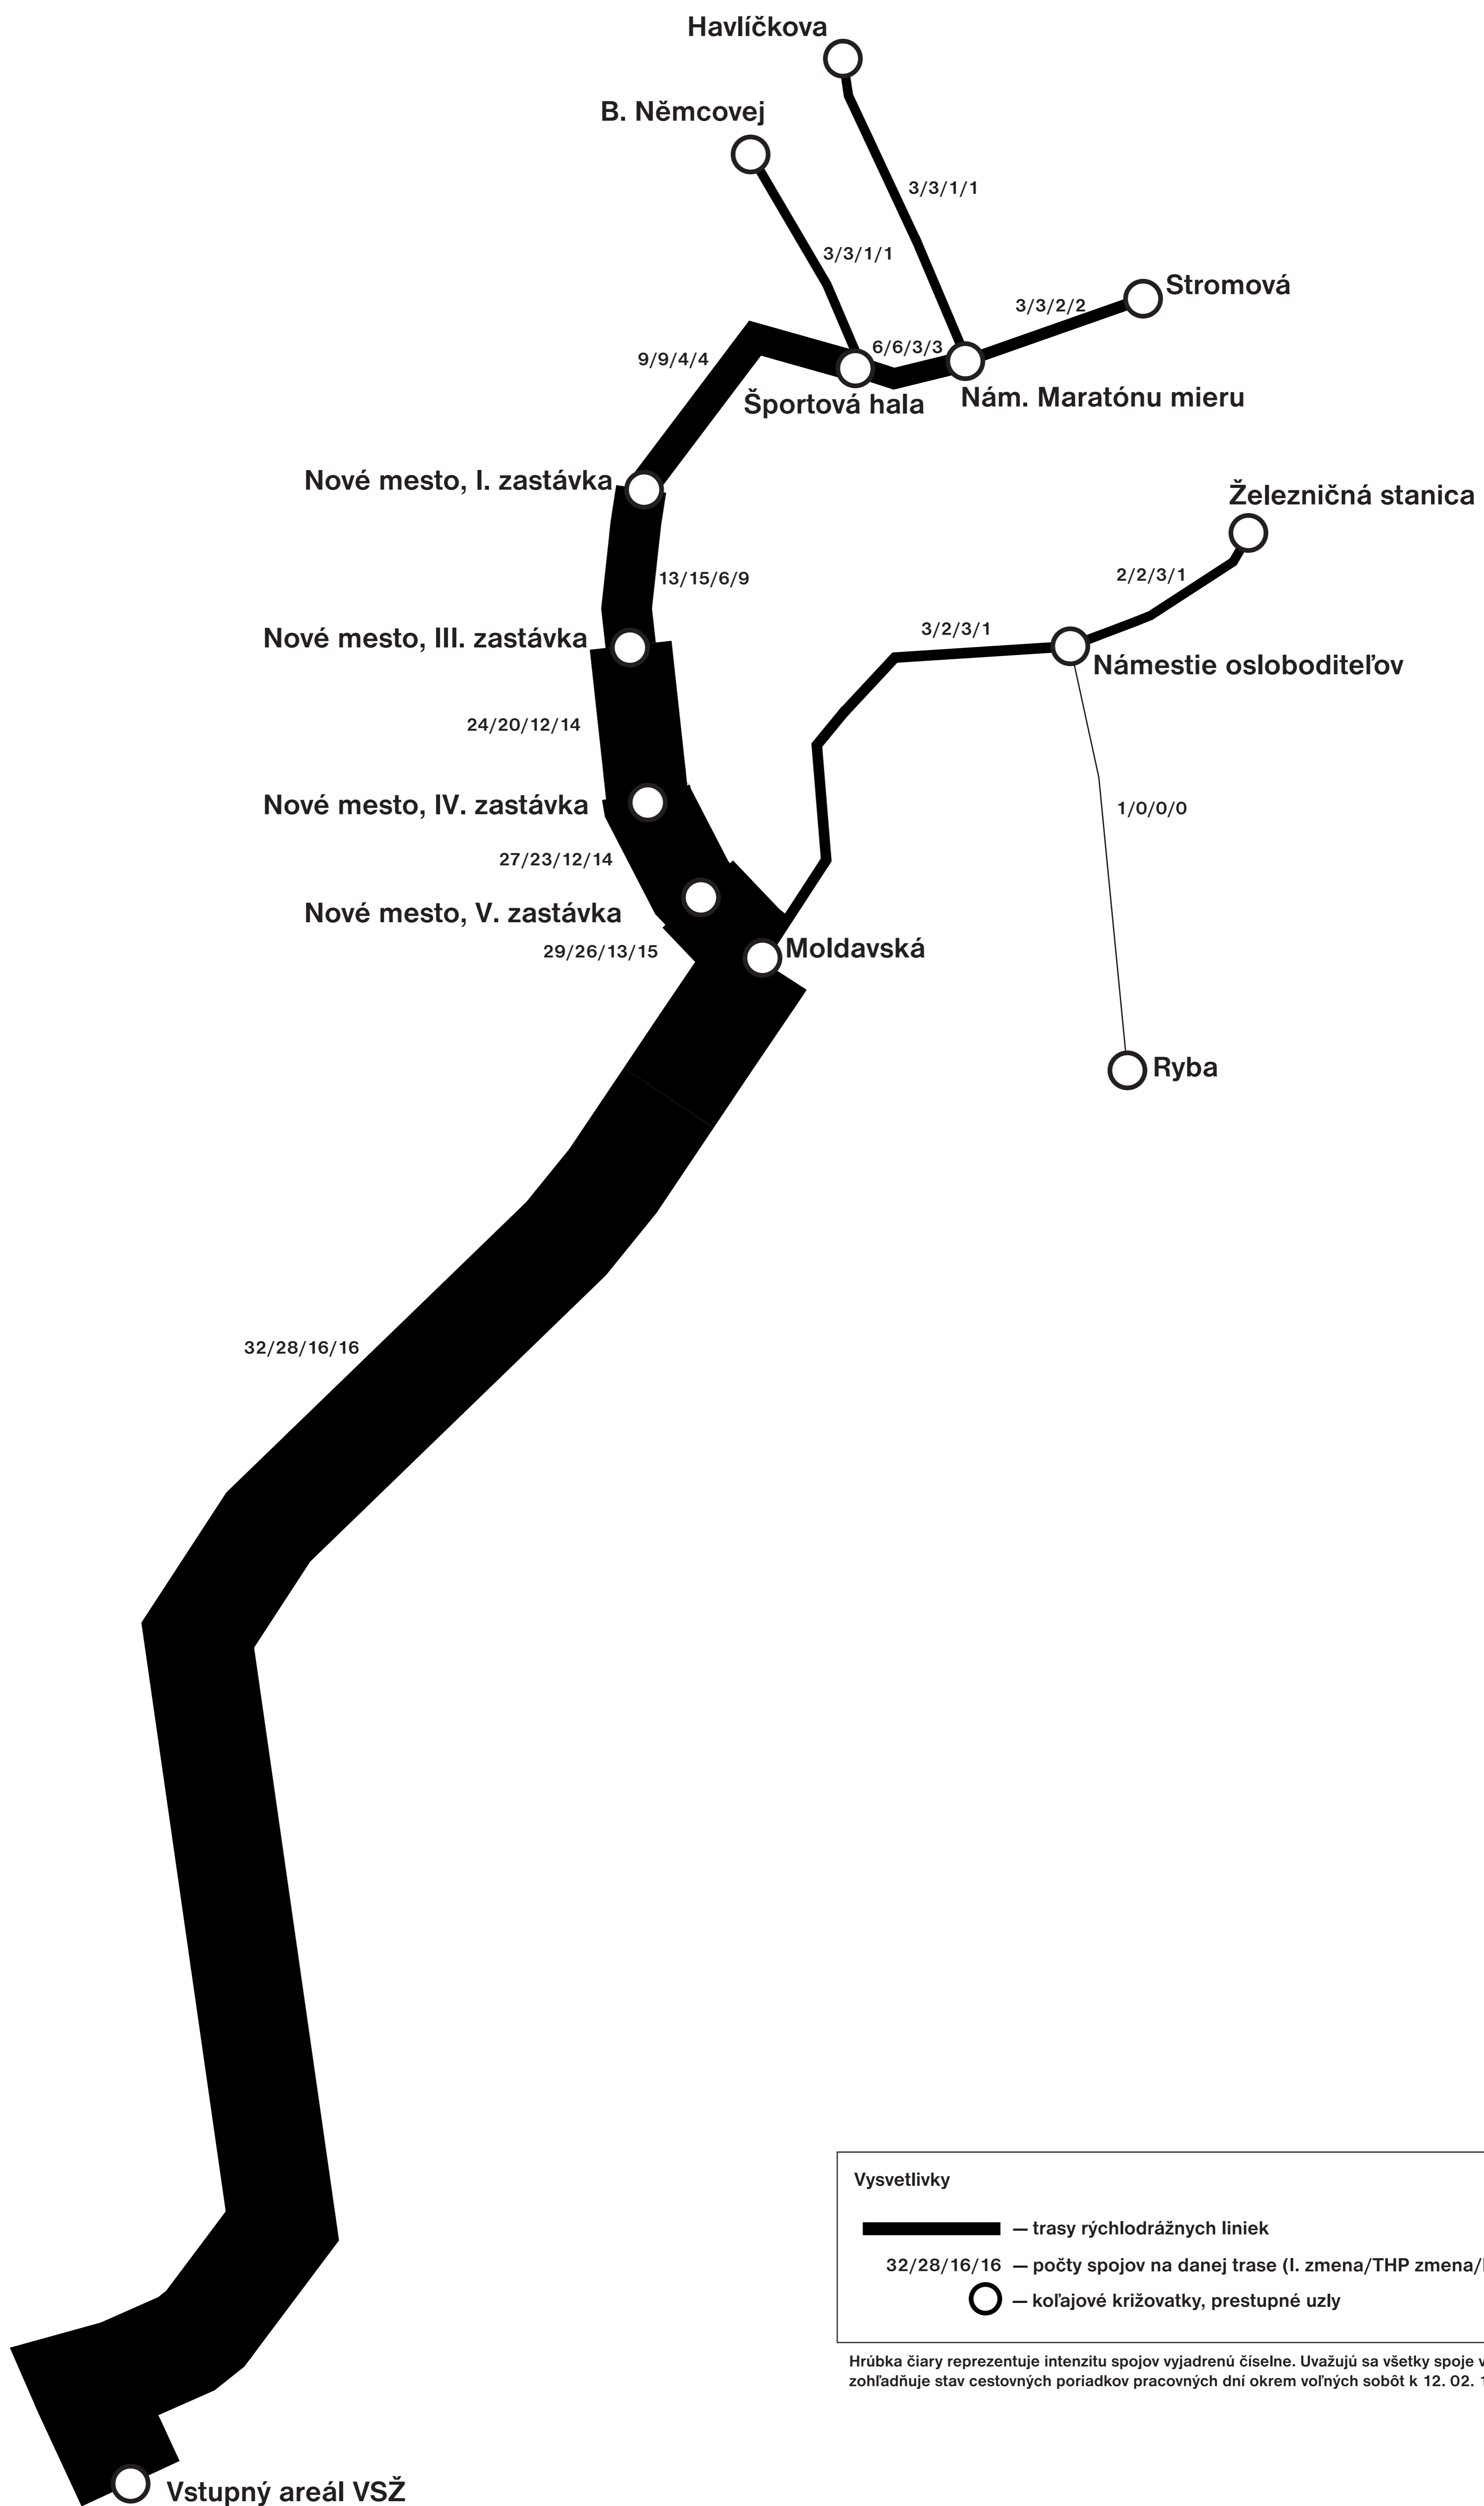 Havlíčkova
B. Němcovej
3/3/1/1
3/3/1/1
Stromová
3/3/2/2
6/6/3/3
9/9/4/4
Športová hala
Nám. Maratónu mieru
Nové mesto, I. zastávka
Železničná stanica
13/15/6/9
2/2/3/1
3/2/3/1
Nové mesto, III. zastávka
Námestie osloboditeľov
24/20/12/14
Nové mesto, IV. zastávka
1/0/0/0
27/23/12/14
Nové mesto, V. zastávka
29/26/13/15
Moldavská
Ryba
32/28/16/16
Vysvetlivky
— trasy rýchlodrážnych liniek
32/28/16/16 — počty spojov na danej trase (I. zmena/THP zmena/
— koľajové križovatky, prestupné uzly
Hrúbka čiary reprezentuje intenzitu spojov vyjadrenú číselne. Uvažujú sa všetky spoje
zohľadňuje stav cestovných poriadkov pracovných dní okrem voľných sobôt k 12. 02.
Vstupný areál VSŽ